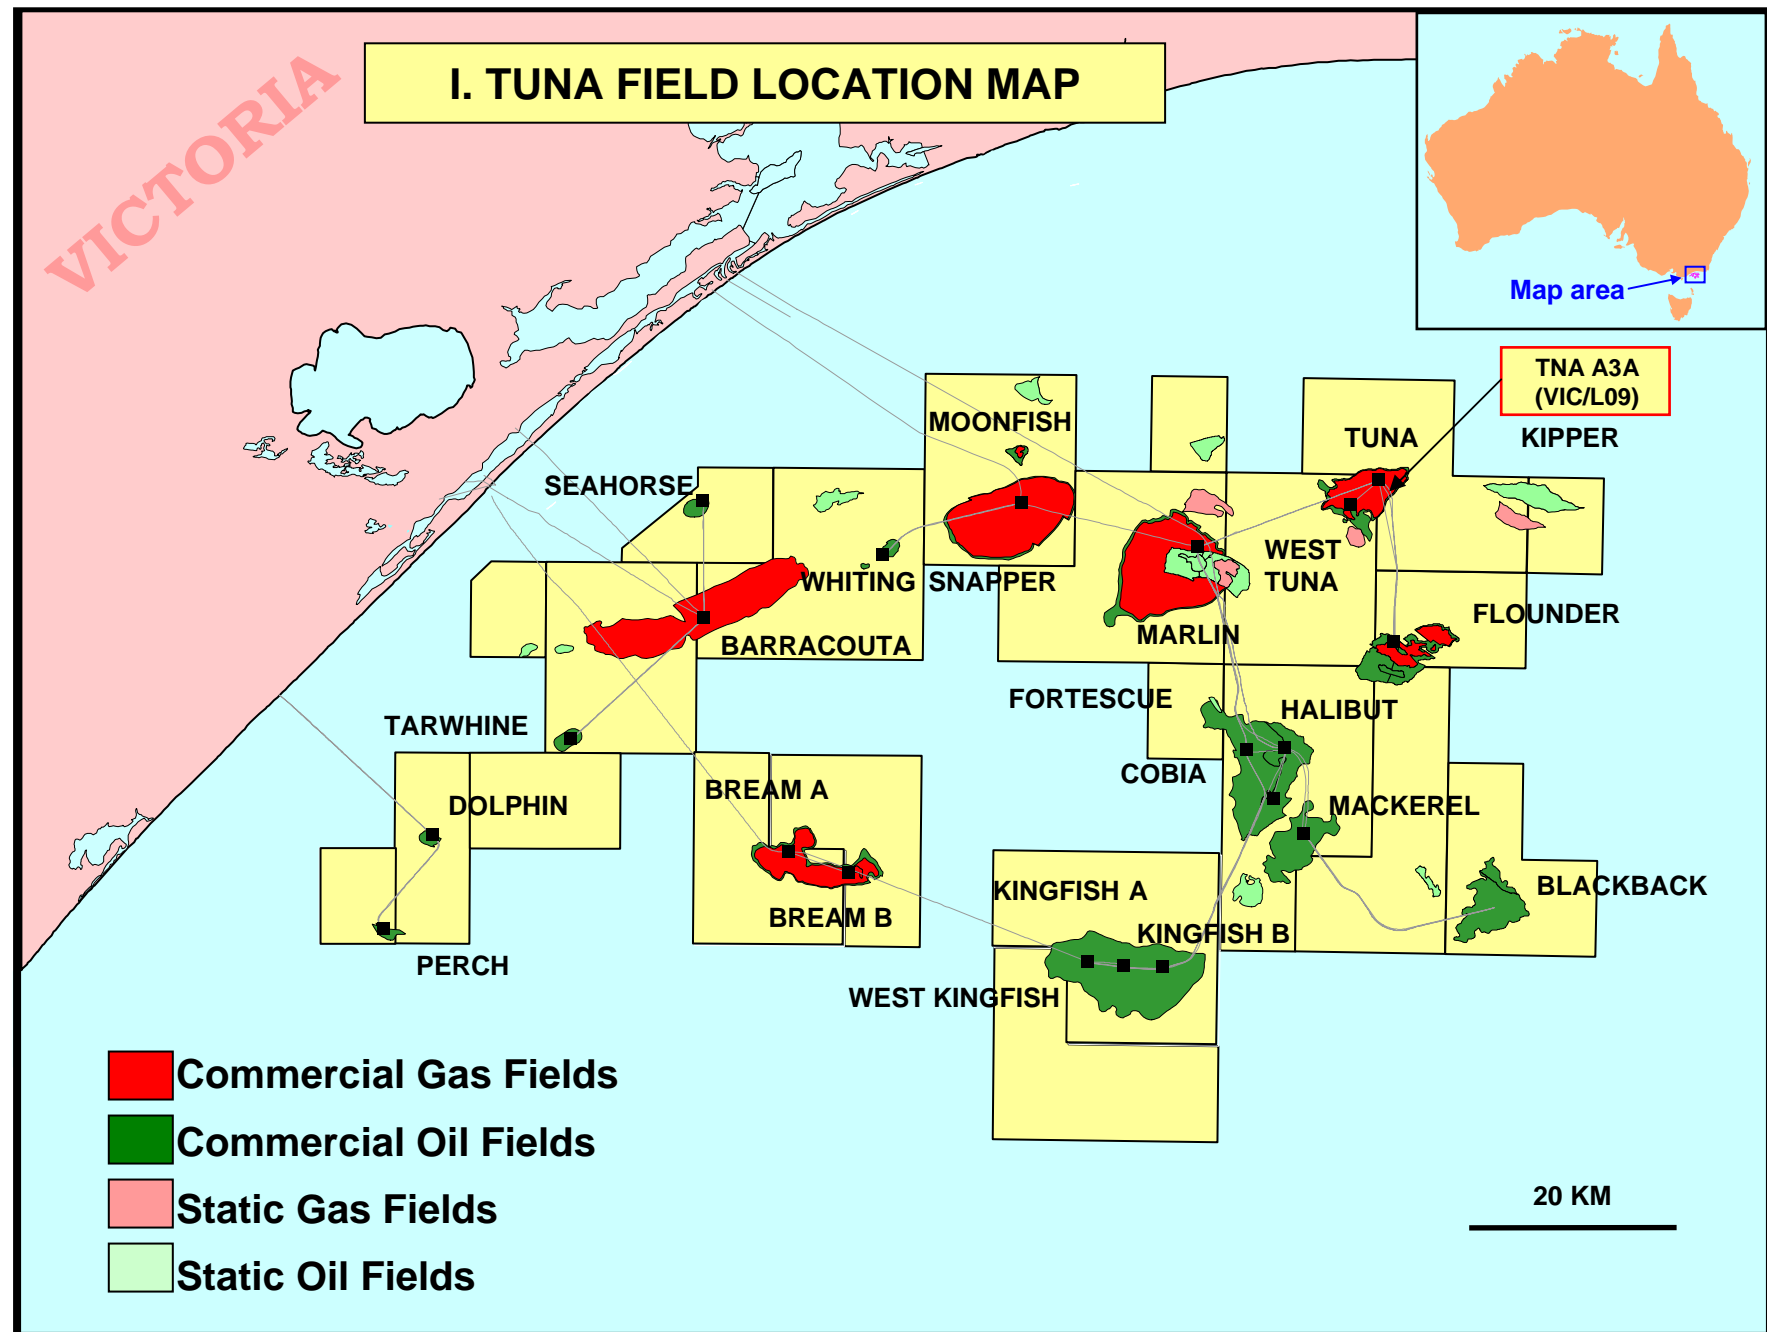 I. TUNA FIELD LOCATION MAP
VICTORIA
Map area
TNA A3A
(VIC/L09)
MOONFISH
TUNA
KIPPER
SEAHORSE
WEST
TUNA
WHITING
SNAPPER
FLOUNDER
MARLIN
BARRACOUTA
FORTESCUE
HALIBUT
TARWHINE
COBIA
BREAM A
DOLPHIN
MACKEREL
BLACKBACK
KINGFISH A
BREAM B
KINGFISH B
PERCH
WEST KINGFISH
Commercial Gas Fields
Commercial Oil Fields
Static Gas Fields
Static Oil Fields
20 KM